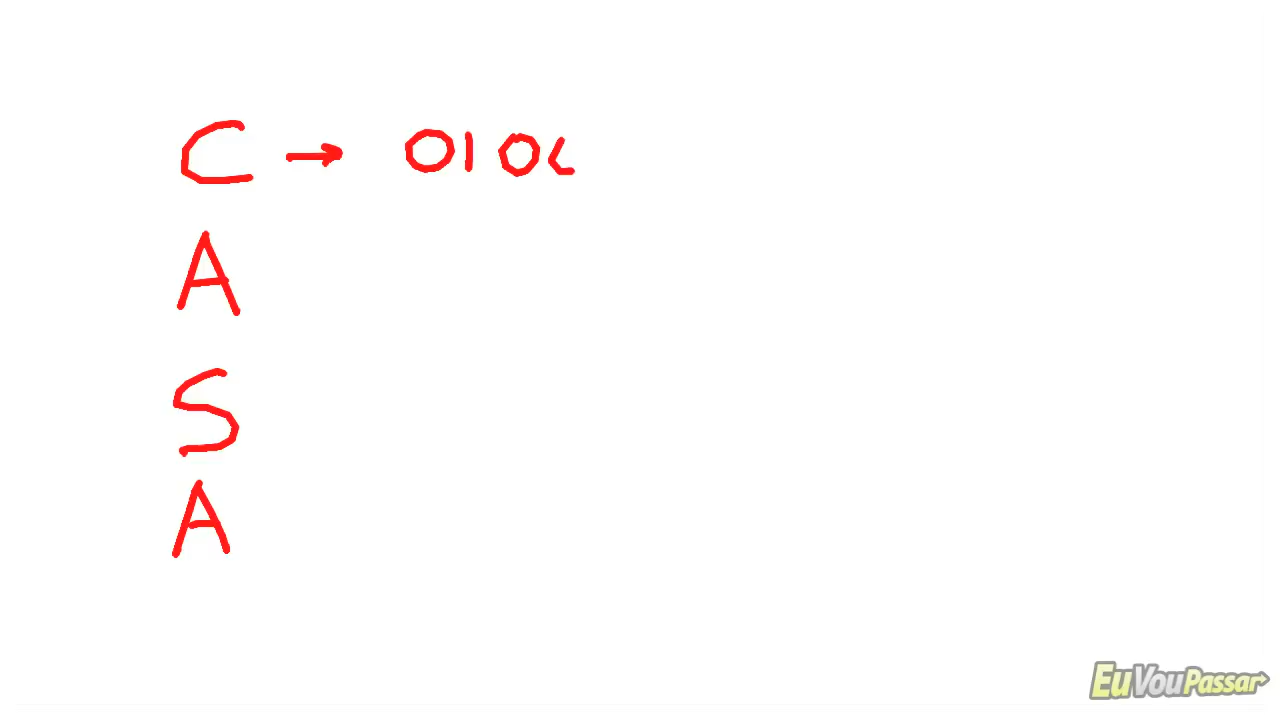 C → 010
A
S
A
EuVouPassar